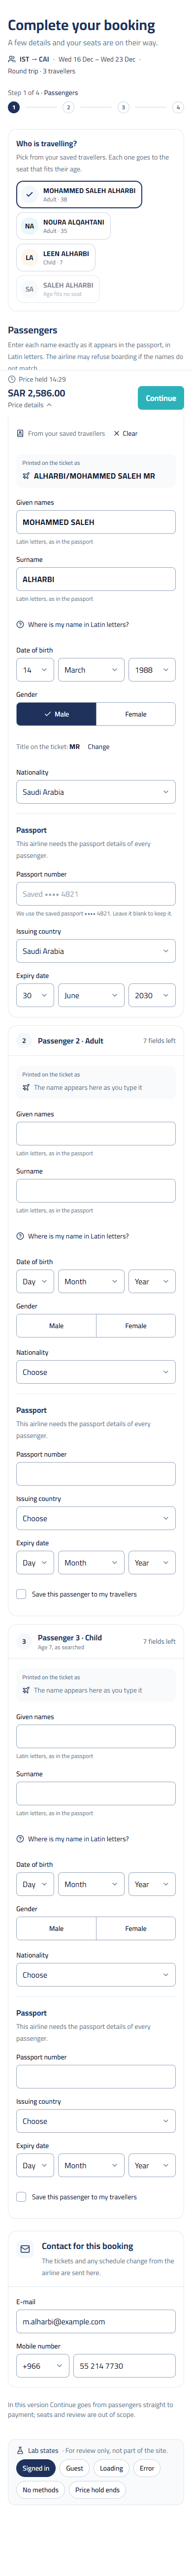 Complete your booking
A few details and your seats are on their way.
IST → CAI · Wed 16 Dec – Wed 23 Dec ·
Round trip · 3 travellers
Step 1 of 4 · Passengers
1
2
3
4
Who is travelling?
Pick from your saved travellers. Each one goes to the
seat that fits their age.
MOHAMMED SALEH ALHARBI
Adult · 38
NA
NOURA ALQAHTANI
Adult · 35
LA
LEEN ALHARBI
Child · 7
SA
SALEH ALHARBI
Age fits no seat
Passengers
Enter each name exactly as it appears in the passport, in
Latin letters. The airline may refuse boarding if the names do
not match.
Price held 14:29
SAR 2,586.00
Price details
Continue
From your saved travellers
Clear
Printed on the ticket as
ALHARBI/MOHAMMED SALEH MR
Given names
MOHAMMED SALEH
Latin letters, as in the passport
Surname
ALHARBI
Latin letters, as in the passport
Where is my name in Latin letters?
Date of birth
14
March
1988
Gender
Male
Female
Title on the ticket: MR
Change
Nationality
Saudi Arabia
Passport
This airline needs the passport details of every
passenger.
Passport number
Saved •••• 4821
We use the saved passport •••• 4821. Leave it blank to keep it.
Issuing country
Saudi Arabia
Expiry date
30
June
2030
2
Passenger 2 · Adult
7 fields left
Printed on the ticket as
The name appears here as you type it
Given names
Latin letters, as in the passport
Surname
Latin letters, as in the passport
Where is my name in Latin letters?
Date of birth
Day
Month
Year
Gender
Male
Female
Nationality
Choose
Passport
This airline needs the passport details of every
passenger.
Passport number
Issuing country
Choose
Expiry date
Day
Month
Year
Save this passenger to my travellers
3
Passenger 3 · Child
Age 7, as searched
7 fields left
Printed on the ticket as
The name appears here as you type it
Given names
Latin letters, as in the passport
Surname
Latin letters, as in the passport
Where is my name in Latin letters?
Date of birth
Day
Month
Year
Gender
Male
Female
Nationality
Choose
Passport
This airline needs the passport details of every
passenger.
Passport number
Issuing country
Choose
Expiry date
Day
Month
Year
Save this passenger to my travellers
Contact for this booking
The tickets and any schedule change from the
airline are sent here.
E-mail
m.alharbi@example.com
Mobile number
+966
55 214 7730
In this version Continue goes from passengers straight to
payment; seats and review are out of scope.
Lab states · For review only, not part of the site.
Signed in
Guest
Loading
Error
No methods
Price hold ends